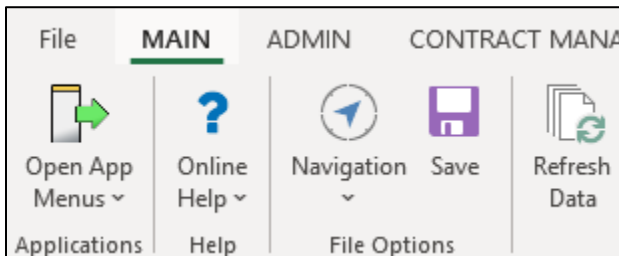 File MAIN ADMIN CONTRACT MANA
Open App Online Navigation Save Refresh
Menus Help Data
Applications Help File Options